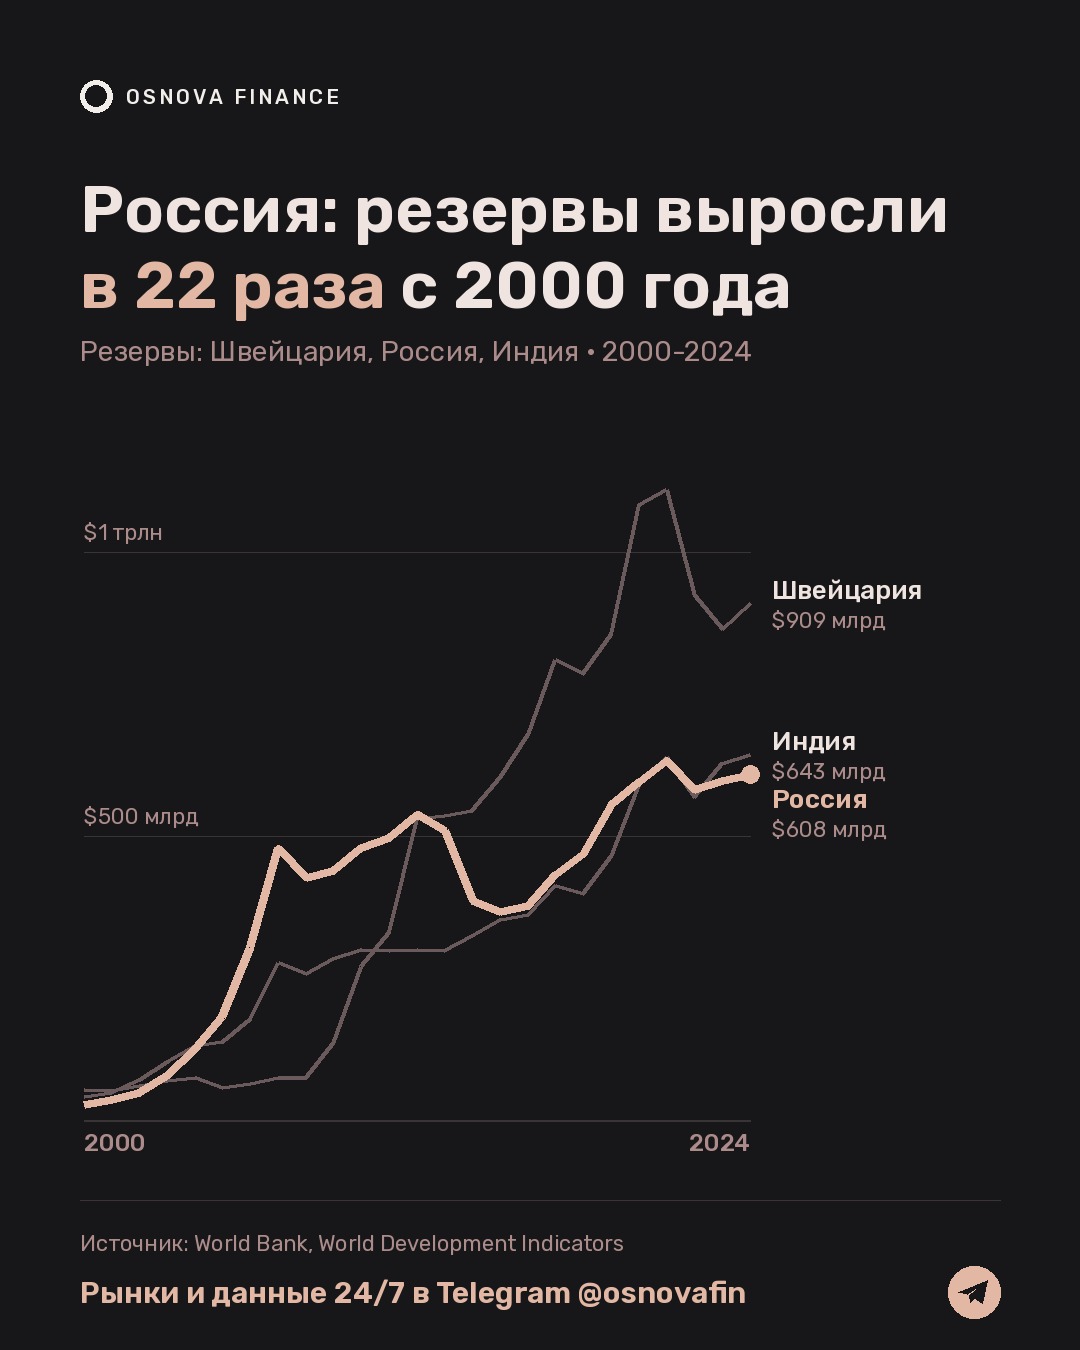 OSNOVA FINANCE
Россия: резервы выросли
в 22 раза с 2000 года
Резервы: Швейцария, Россия, Индия • 2000-2024
$1 трлн
Швейцария
$909 млрд
Индия
$643 млрд
Россия
$608 млрд
$500 млрд
2000
2024
Источник: World Bank, World Development Indicators
Рынки и данные 24/7 в Telegram @osnovafin